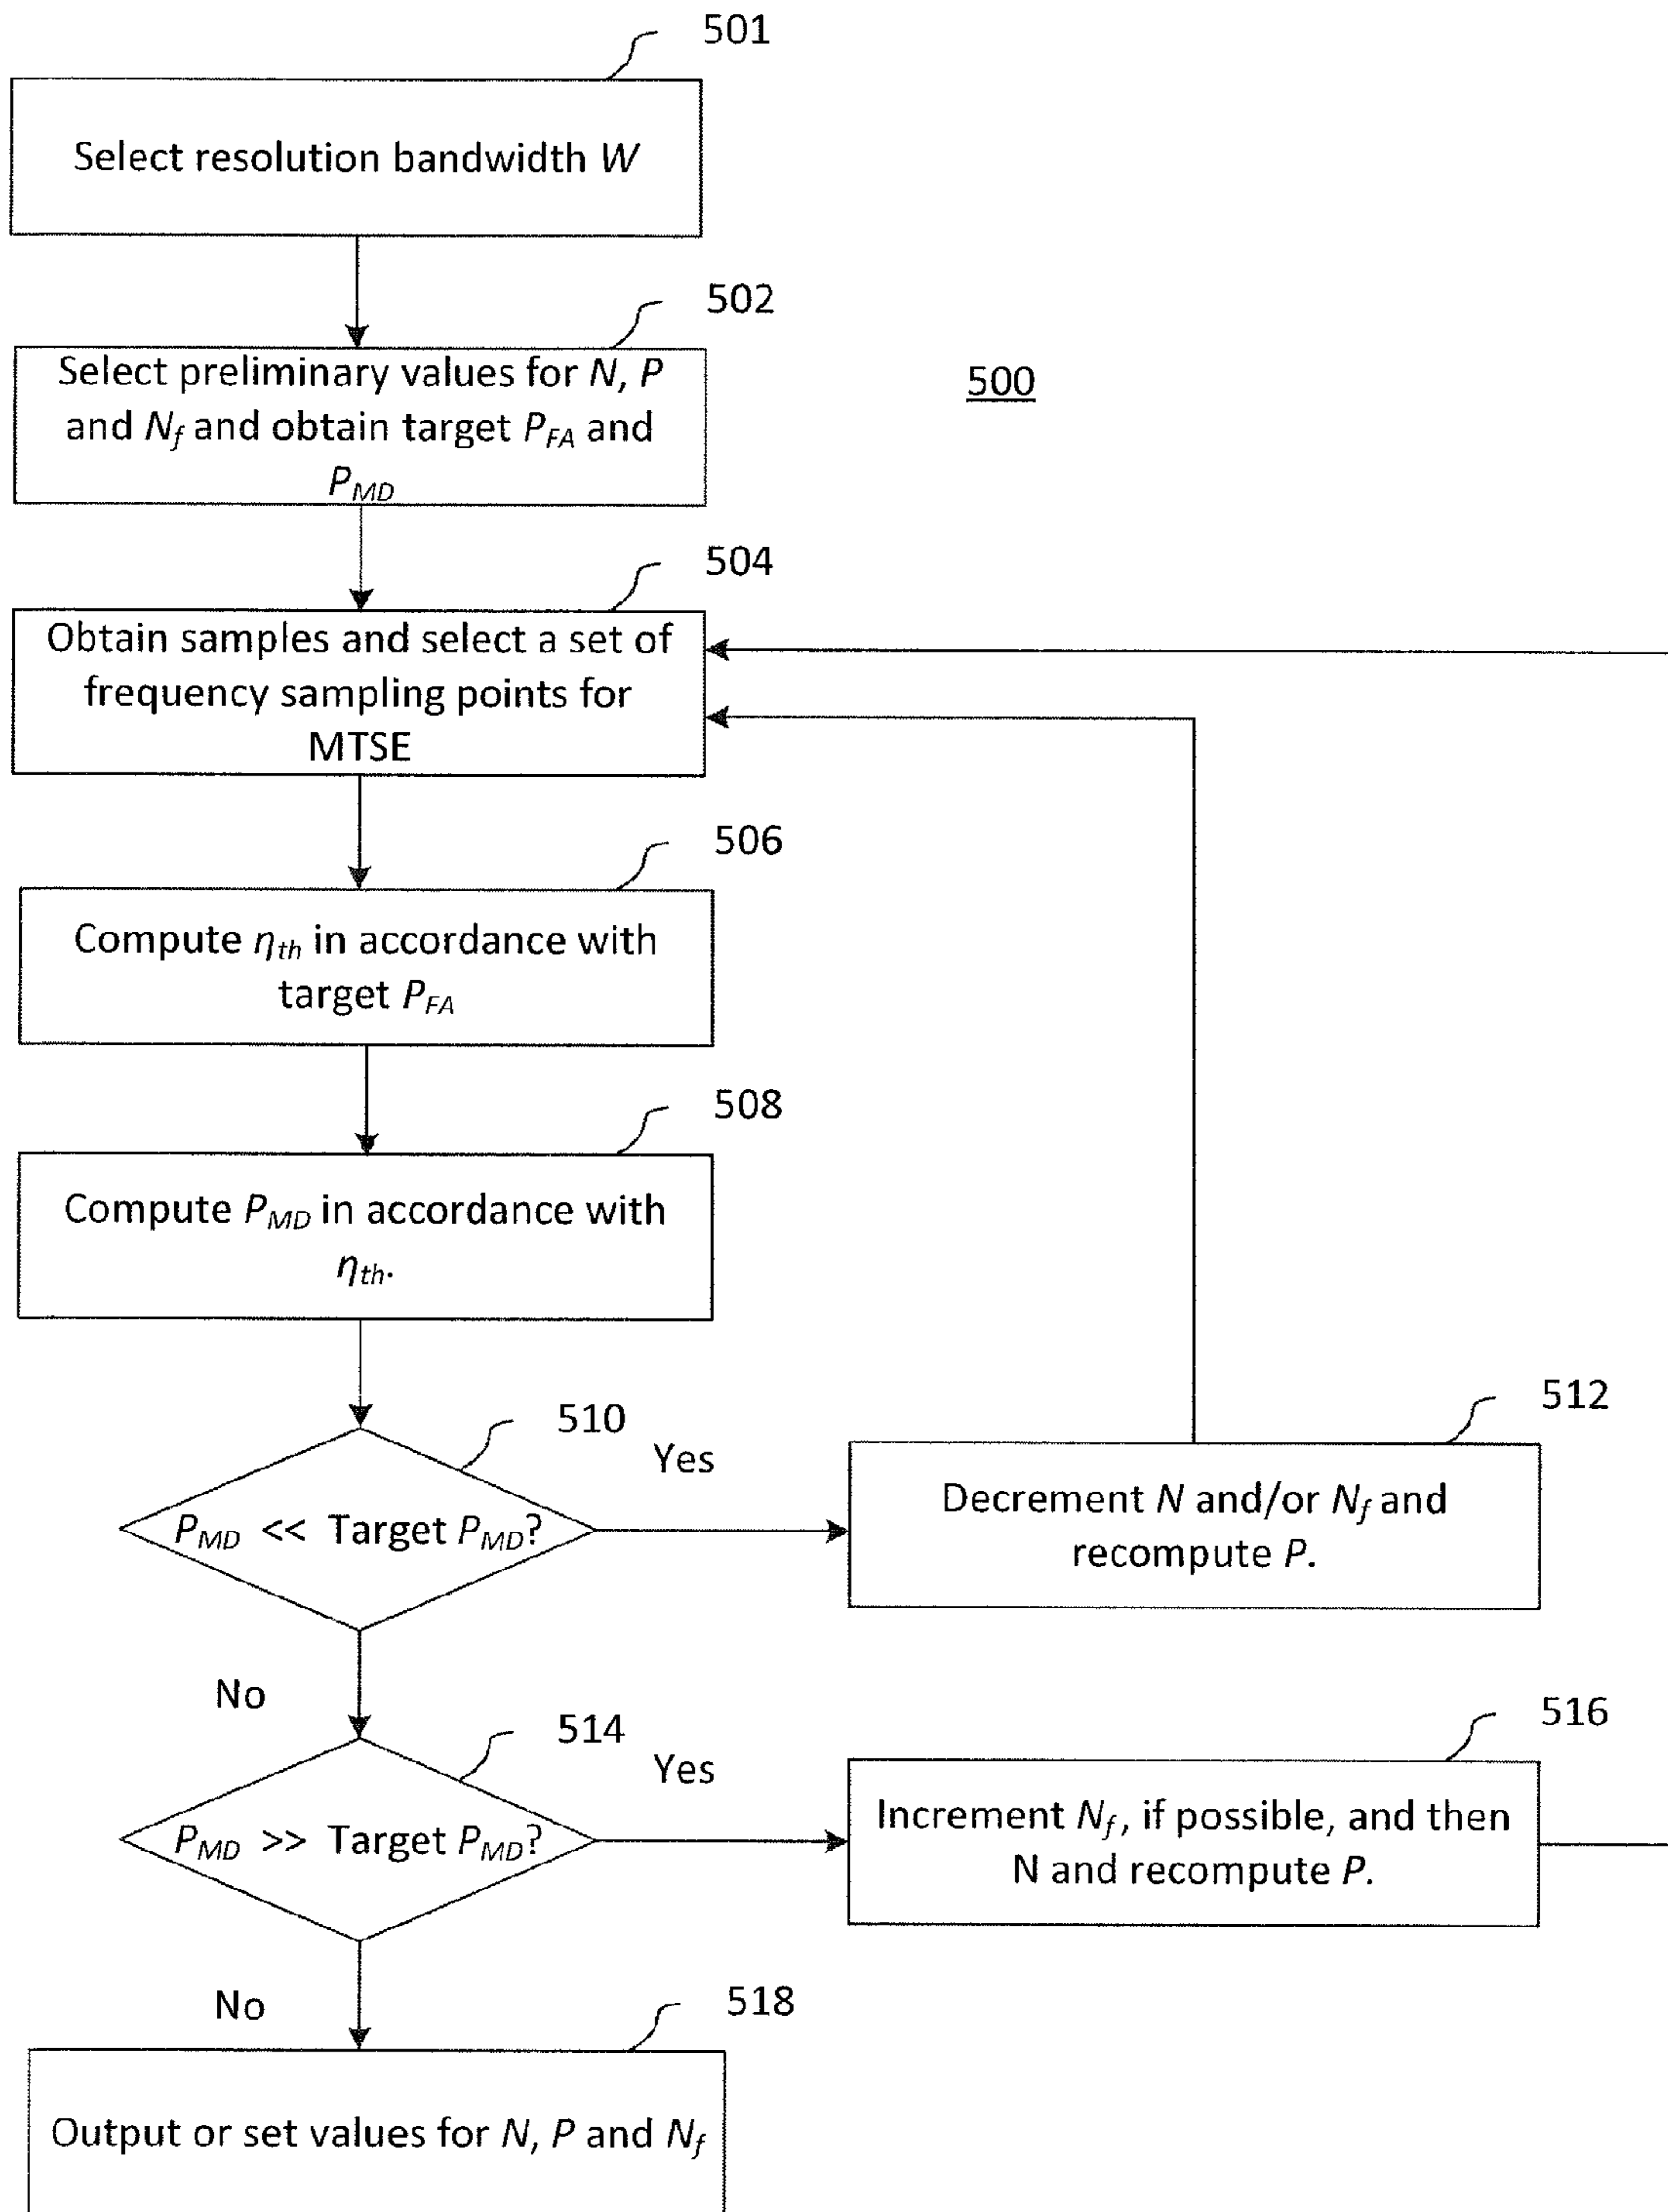 501
Select resolution bandwidth W
502
Select preliminary values for N, P
and Nf and obtain target PFA and
PMD
500
504
Obtain samples and select a set of
frequency sampling points for
MTSE
506
Compute ηth in accordance with
target PFA
508
Compute PMD in accordance with
ηth.
510
PMD << Target PMD?
Yes
512
Decrement N and/or Nf and
recompute P.
No
514
PMD >> Target PMD?
Yes
516
Increment Nf, if possible, and then
N and recompute P.
No
518
Output or set values for N, P and Nf